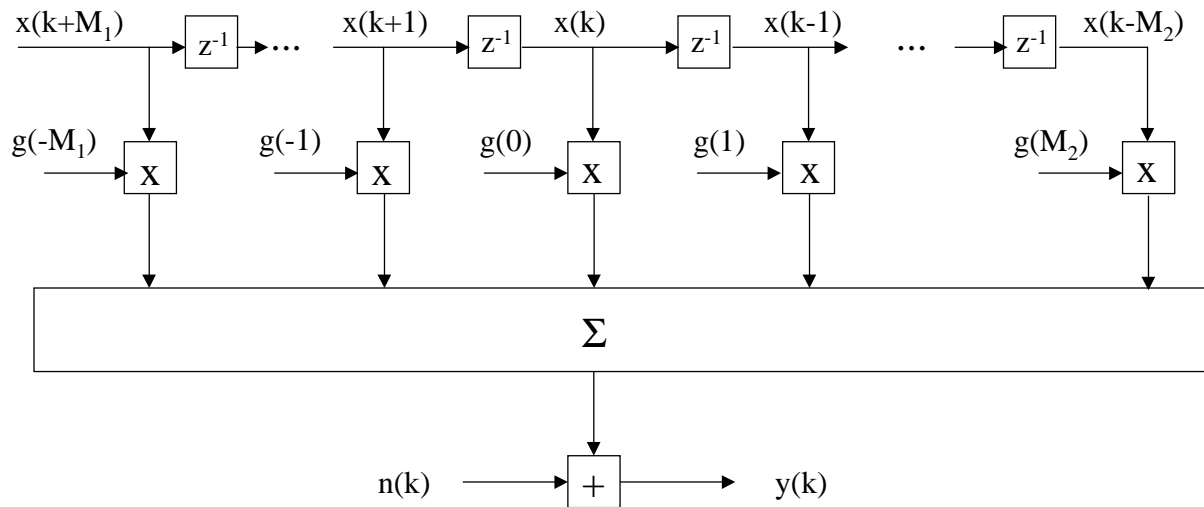 x(k+M₁) x(k+1) x(k) x(k-1) x(k-M₂)
z⁻¹ ... z⁻¹ z⁻¹ ... z⁻¹
g(-M₁) g(-1) g(0) g(1) g(M₂)
x x x x x
Σ
n(k) + y(k)